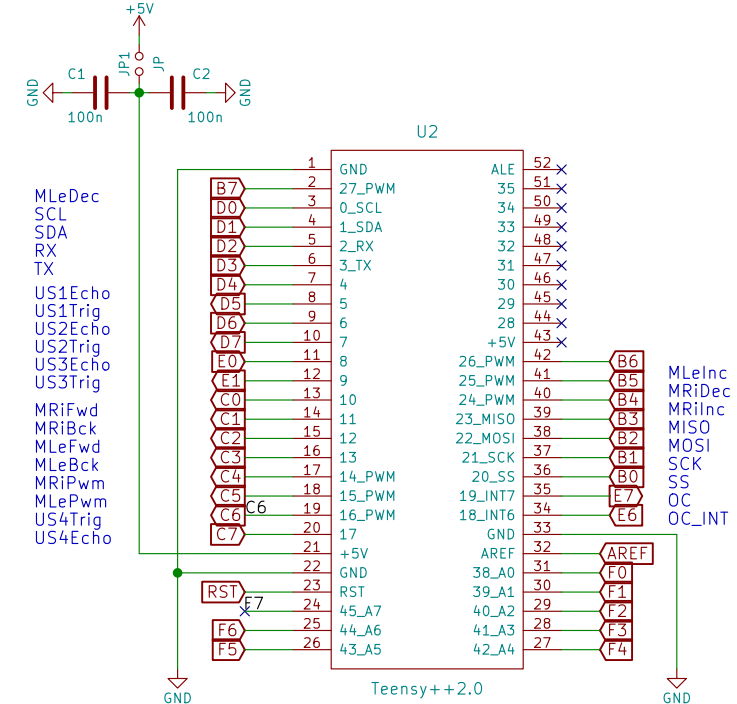 +5V
JP1
JP
C1
C2
GND
GND
100n
100n
U2
1 GND ALE 52
B7 2 27_PWM 35 51
D0 3 0_SCL 34 50
D1 4 1_SDA 33 49
D2 5 2_RX 32 48
D3 6 3_TX 31 47
D4 7 4 30 46
D5 8 5 29 45
D6 9 6 28 44
D7 10 7 +5V 43
E0 11 8 26_PWM 42 B6
E1 12 9 25_PWM 41 B5
C0 13 10 24_PWM 40 B4
C1 14 11 23_MISO 39 B3
C2 15 12 22_MOSI 38 B2
C3 16 13 21_SCK 37 B1
C4 17 14_PWM 20_SS 36 B0
C5 18 15_PWM 19_INT7 35 E7
C6 C6 19 16_PWM 18_INT6 34 E6
C7 20 17 GND 33
21 +5V AREF 32 AREF
22 GND 38_A0 31 F0
RST 23 RST 39_A1 30 F1
F7 24 45_A7 40_A2 29 F2
F6 25 44_A6 41_A3 28 F3
F5 26 43_A5 42_A4 27 F4
Teensy++2.0
GND
GND
MLeDec
SCL
SDA
RX
TX
US1Echo
US1Trig
US2Echo
US2Trig
US3Echo
US3Trig
MRiFwd
MRiBck
MLeFwd
MLeBck
MRiPwm
MLePwm
US4Trig
US4Echo
MLeInc
MRiDec
MRiInc
MISO
MOSI
SCK
SS
OC
OC_INT